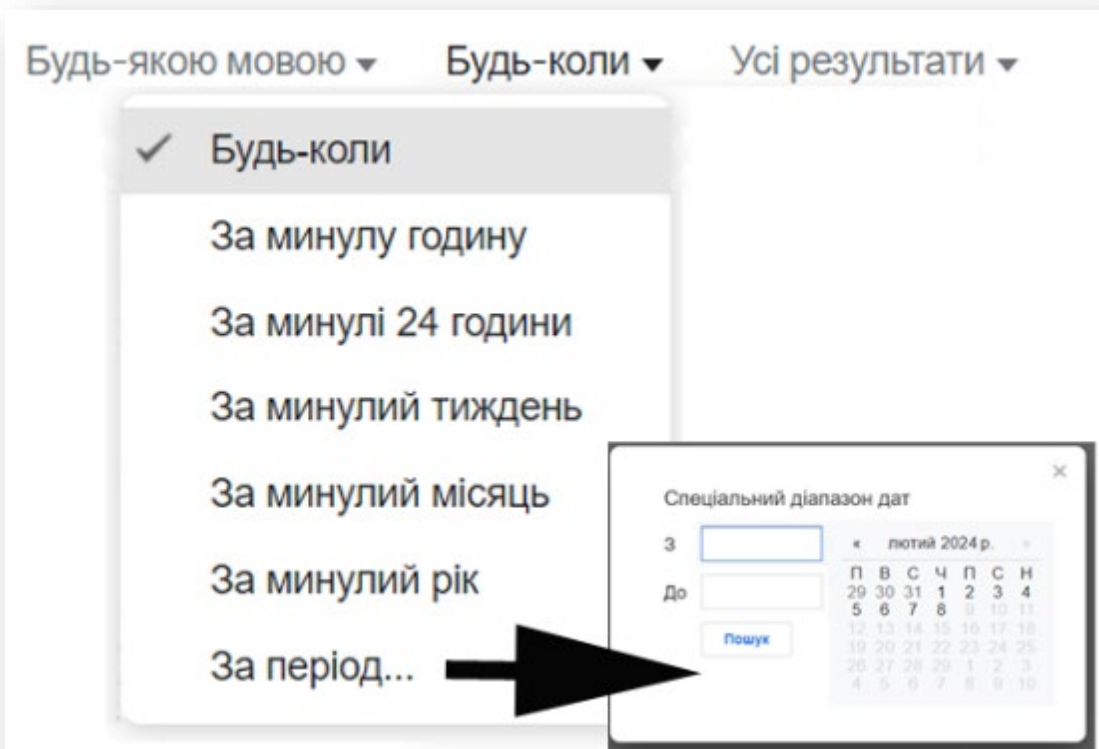 Будь-якою мовою Будь-коли Усі результати
Будь-коли
За минулу годину
За минулі 24 години
За минулий тиждень
За минулий місяць
За минулий рік
За період...
Спеціальний діапазон дат
З
До
Пошук
« лютий 2024 р. »
П В С Ч П С Н
29 30 31 1 2 3 4
5 6 7 8 9 10 11
12 13 14 15 16 17 18
19 20 21 22 23 24 25
26 27 28 29 1 2 3
4 5 6 7 8 9 10